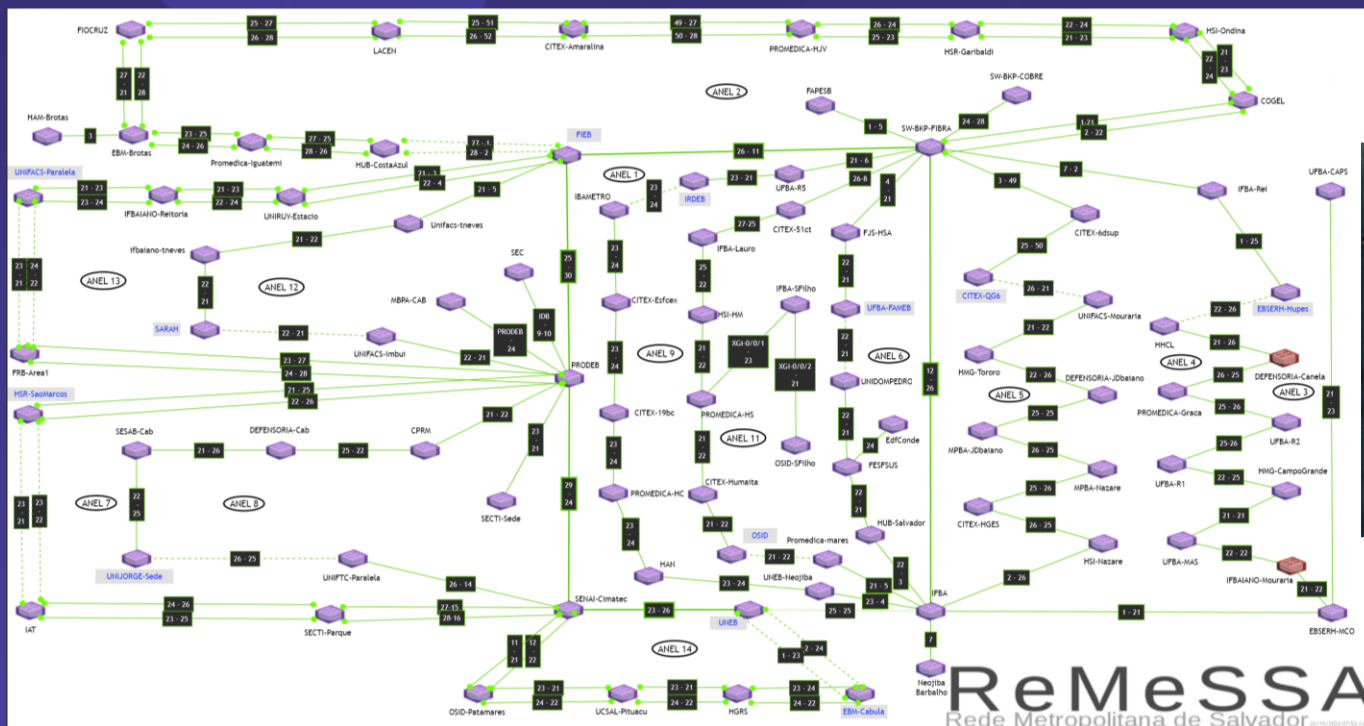 FIOCRUZ
25 - 27
26 - 28
LACEN
25 - 51
26 - 52
CITEX-Amaralina
49 - 27
50 - 28
PROMEDICA-HJV
26 - 24
25 - 23
HSR-Garibaldi
22 - 24
21 - 23
HSI-Ondina
22 - 24
21 - 23
COGEL
27 - 21
22 - 28
ANEL 2
FAPESB
SW-BKP-COBRE
HAM-Brotas
3
EBM-Brotas
23 - 25
24 - 26
Promedica-Iguatemi
27 - 25
28 - 26
HUB-CostaAzul
28 - 2
FIEB
26 - 11
SW-BKP-FIBRA
1 - 5
24 - 28
2 - 22
UNIFACS-Paralela
21 - 23
23 - 24
IFBAIANO-Reitoria
21 - 23
22 - 24
UNIRUY-Estacio
22 - 4
21 - 5
Unifacs-tneves
ANEL 1
23 - 24
IBAMETRO
IRDEB
23 - 21
UFBA-R5
21 - 6
26-8
4 - 21
3 - 49
7 - 2
IFBA-Rei
UFBA-CAPS
27-25
CITEX-51ct
IFBA-Lauro
FJS-HSA
CITEX-6dsup
25 - 50
1 - 25
ifbaiano-tneves
21 - 22
23 - 21
24 - 22
ANEL 13
22 - 21
ANEL 12
SARAH
22 - 21
UNIFACS-Imbui
22 - 21
MBPA-CAB
SEC
PRODEB - 24
IDB - 9-10
25 - 30
23 - 24
CITEX-Esfcex
25 - 22
HSI-HM
IFBA-SFilho
22 - 21
UFBA-FAMEB
CITEX-QG6
26 - 21
UNIFACS-Mouraria
EBSERH-Hupes
22 - 26
HHCL
FRB-Area1
23 - 27
24 - 28
21 - 25
22 - 26
PRODEB
23 - 24
ANEL 9
21 - 22
XGI-0/0/1 - 23
XGI-0/0/2 - 21
22 - 21
ANEL 6
21 - 22
HMG-Tororo
22 - 26
21 - 26
ANEL 4
DEFENSORIA-Canela
26 - 25
HSR-SaoMarcos
UNIDOMPEDRO
12 - 26
ANEL 5
DEFENSORIA-JDbaiano
PROMEDICA-Graca
ANEL 3
21 - 23
PROMEDICA-HS
CITEX-19bc
21 - 22
CPRM
SESAB-Cab
21 - 26
DEFENSORIA-Cab
25 - 22
23 - 21
23 - 24
21 - 22
ANEL 11
22 - 21
EdfConde
24
FESFSUS
25 - 25
MPBA-JDbaiano
26 - 25
MPBA-Nazare
25 - 26
UFBA-R2
25-26
UFBA-R1
22 - 25
HMG-CampoGrande
OSID-SFilho
23 - 21
23 - 22
ANEL 7
22 - 25
ANEL 8
SECTI-Sede
29 - 24
PROMEDICA-HC
CITEX-Humaita
22 - 21
HUB-Salvador
25 - 26
CITEX-HGES
26 - 25
HSI-Nazare
21 - 21
UFBA-MAS
22 - 22
IFBAIANO-Mouraria
21 - 22
UNIJORGE-Sede
26 - 25
UNIFTC-Paralela
26 - 14
23 - 24
HAN
21 - 22
OSID
21 - 22
Promedica-mares
UNEB-Neojiba
23 - 24
21 - 5
23 - 4
22 - 3
2 - 26
IAT
24 - 26
23 - 25
SECTI-Parque
27-15
28-16
SENAI-Cimatec
23 - 26
UNEB
25 - 25
IFBA
1 - 21
EBSERH-MCO
7
Neojiba
Barbalho
11 - 21
12 - 22
ANEL 14
1 - 23
2 - 24
OSID-Patamares
23 - 21
24 - 22
UCSAL-Pituacu
23 - 21
24 - 22
HGRS
23 - 24
21 - 22
EBM-Cabula
ReMeSSA
Rede Metropolitana de Salvador